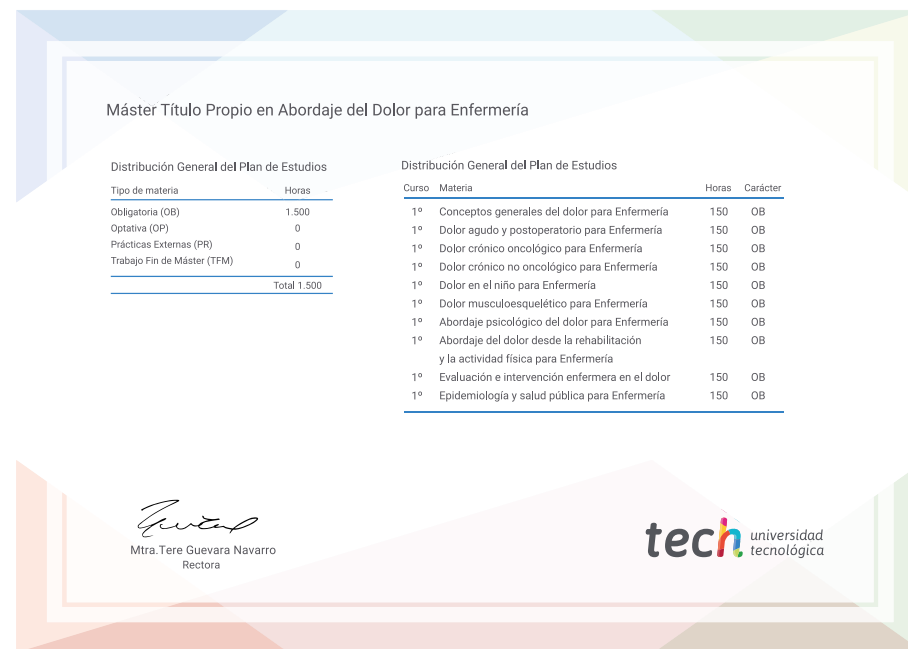 Máster Título Propio en Abordaje del Dolor para Enfermería
Distribución General del Plan de Estudios
Tipo de materia Horas
Obligatoria (OB) 1.500
Optativa (OP) 0
Prácticas Externas (PR) 0
Trabajo Fin de Máster (TFM) 0
Total 1.500
Distribución General del Plan de Estudios
Curso Materia Horas Carácter
1º Conceptos generales del dolor para Enfermería 150 OB
1º Dolor agudo y postoperatorio para Enfermería 150 OB
1º Dolor crónico oncológico para Enfermería 150 OB
1º Dolor crónico no oncológico para Enfermería 150 OB
1º Dolor en el niño para Enfermería 150 OB
1º Dolor musculoesquelético para Enfermería 150 OB
1º Abordaje psicológico del dolor para Enfermería 150 OB
1º Abordaje del dolor desde la rehabilitación 150 OB
y la actividad física para Enfermería
1º Evaluación e intervención enfermera en el dolor 150 OB
1º Epidemiología y salud pública para Enfermería 150 OB
Mtra.Tere Guevara Navarro
Rectora
tech universidad
tecnológica